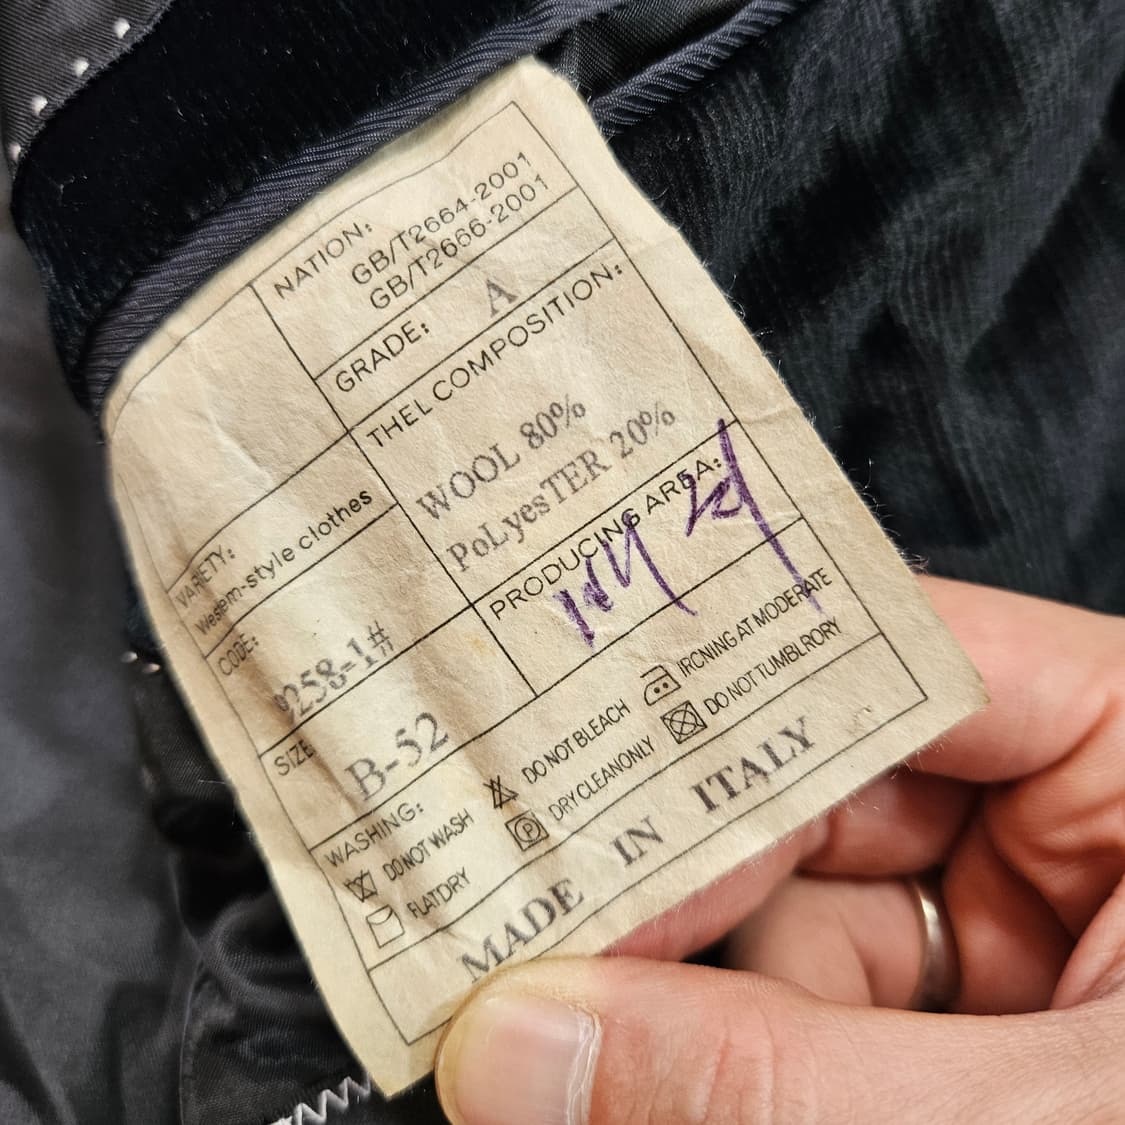 NATION:
GB/T2664-2001
GB/T2666-2001
GRADE: A
THEL COMPOSITION:
WOOL 80%
PoLyesTER 20%
PRODUCING AREA:
VARIETY:
Western-style clothes
CODE:
9258-1#
SIZE
B-52
WASHING:
DO NOT WASH
DO NOT BLEACH
IRCNING AT MODERATE
FLATDRY
DRY CLEANONLY
DO NOTTUMBLRORY
MADE IN ITALY